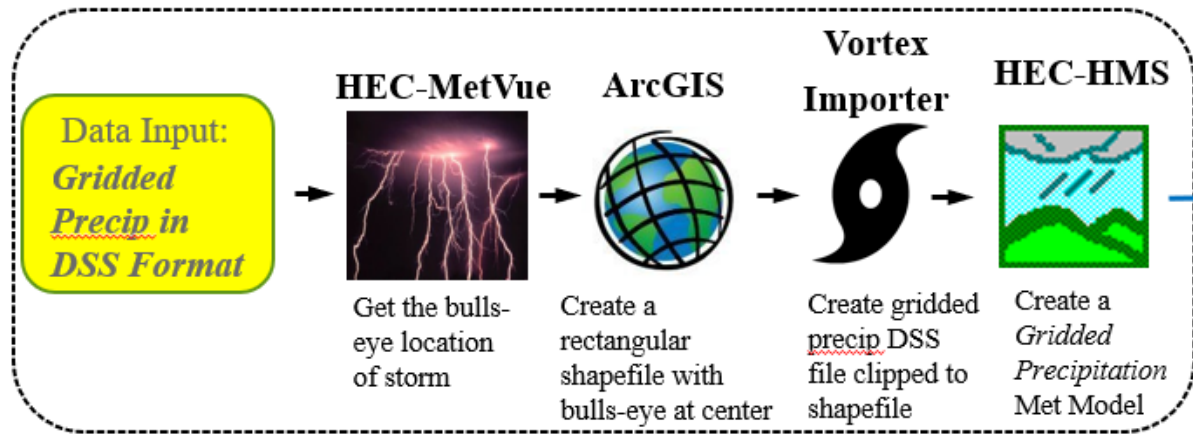 Data Input:
Gridded
Precip in
DSS Format
HEC-MetVue
Get the bulls-
eye location
of storm
ArcGIS
Create a
rectangular
shapefile with
bulls-eye at center
Vortex
Importer
Create gridded
precip DSS
file clipped to
shapefile
HEC-HMS
Create a
Gridded
Precipitation
Met Model